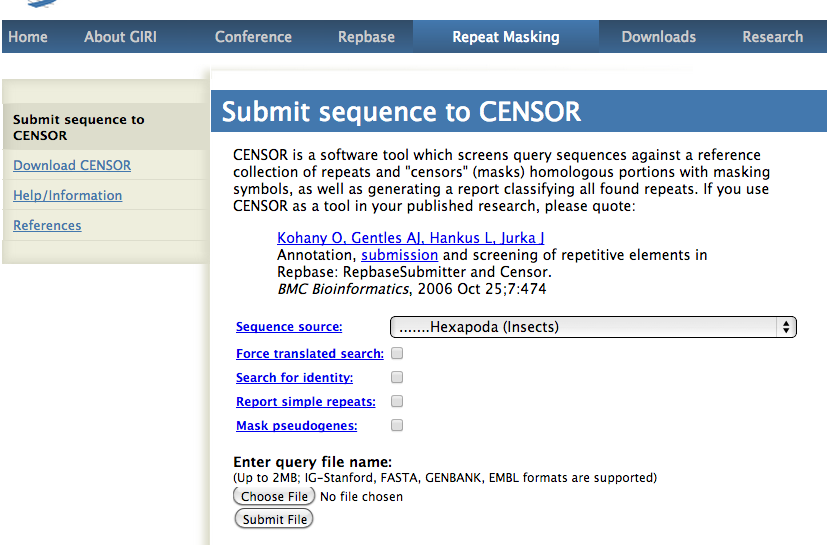 Home About GIRI Conference Repbase Repeat Masking Downloads Research
Submit sequence to
CENSOR
Download CENSOR
Help/Information
References
Submit sequence to CENSOR
CENSOR is a software tool which screens query sequences against a reference
collection of repeats and "censors" (masks) homologous portions with masking
symbols, as well as generating a report classifying all found repeats. If you use
CENSOR as a tool in your published research, please quote:
Kohany O, Gentles AJ, Hankus L, Jurka J
Annotation, submission and screening of repetitive elements in
Repbase: RepbaseSubmitter and Censor.
BMC Bioinformatics, 2006 Oct 25;7:474
Sequence source: .......Hexapoda (Insects)
Force translated search:
Search for identity:
Report simple repeats:
Mask pseudogenes:
Enter query file name:
(Up to 2MB; IG-Stanford, FASTA, GENBANK, EMBL formats are supported)
Choose File No file chosen
Submit File